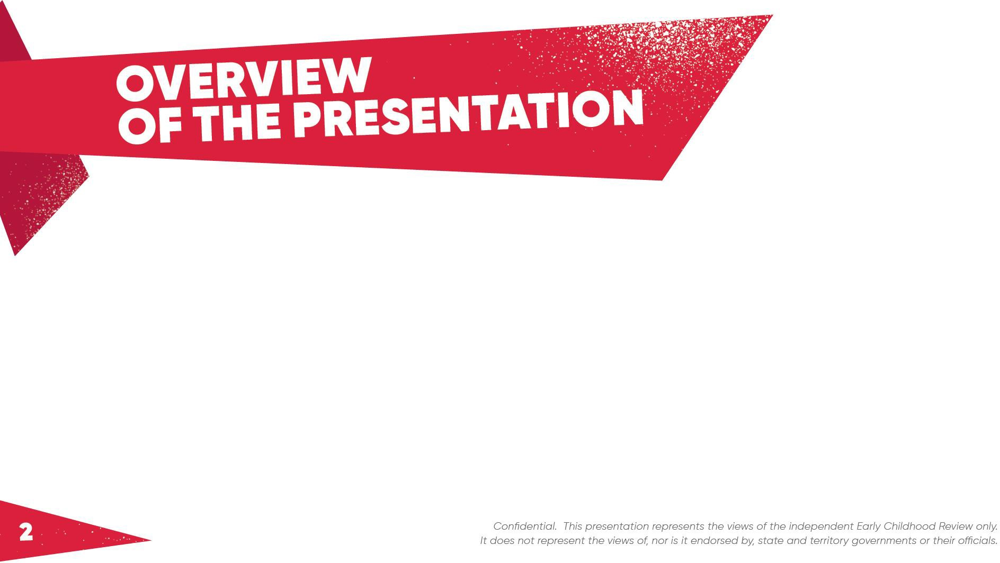 OVERVIEW
OF THE PRESENTATION
2
Confidential.  This presentation represents the views of the independent Early Childhood Review only.
It does not represent the views of, nor is it endorsed by, state and territory governments or their officials.